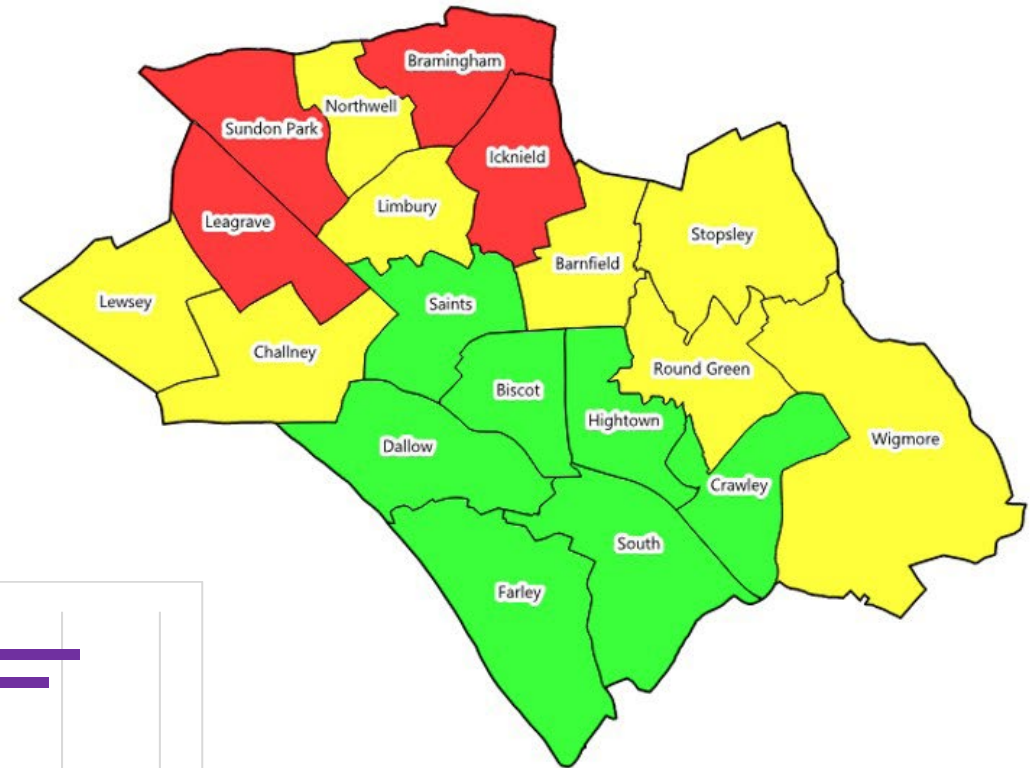 Bramingham
Northwell
Sundon Park
Icknield
Limbury
Leagrave
Stopsley
Barnfield
Lewsey
Saints
Challney
Round Green
Biscot
Hightown
Wigmore
Dallow
Crawley
South
Farley